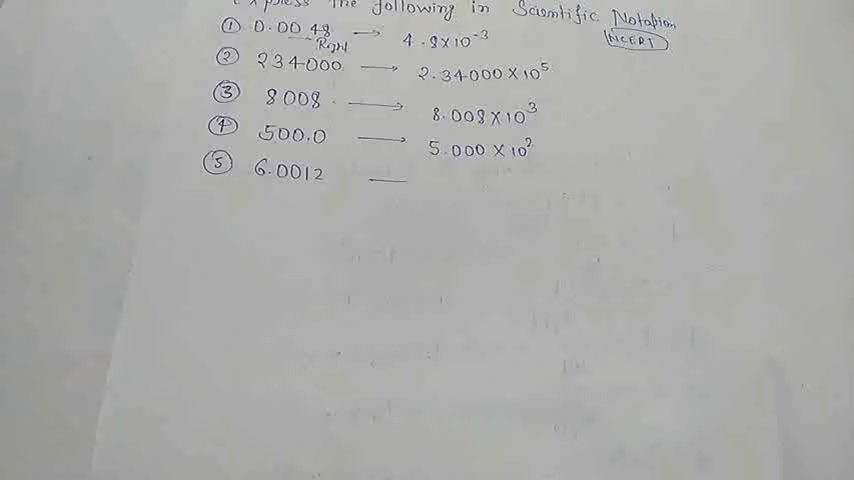 Express the following in Scientific Notation
NCERT
① 0.0048 → 4.8×10⁻³
Right
② 234000. → 2.34000 × 10⁵
③ 8008. → 8.008 × 10³
④ 500.0 → 5.000 × 10²
⑤ 6.0012 —